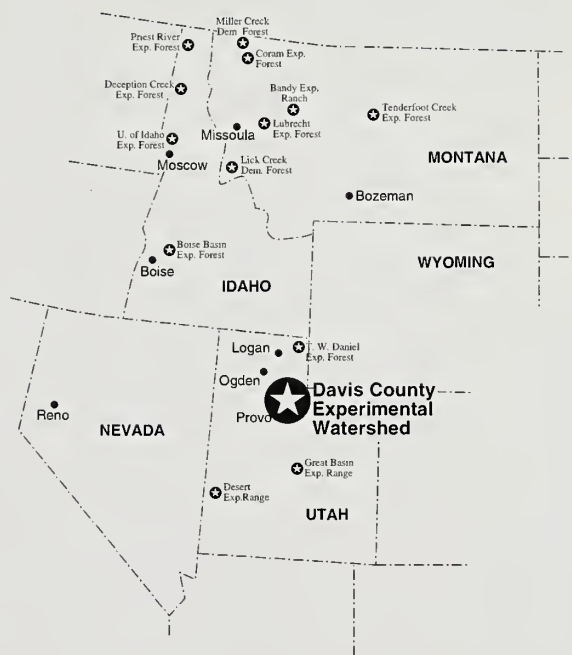 Miller Creek
Dem. Forest
Priest River
Exp. Forest
Coram Exp.
Forest
Bandy Exp.
Ranch
Deception Creek
Exp. Forest
Tenderfoot Creek
Exp. Forest
Missoula
Lubrecht
Exp. Forest
U. of Idaho
Exp. Forest
Moscow
Lick Creek
Dem. Forest
MONTANA
Bozeman
Boise Basin
Exp. Forest
Boise
IDAHO
WYOMING
Logan
T. W. Daniel
Exp. Forest
Ogden
Davis County
Experimental
Watershed
Provo
Reno
NEVADA
Great Basin
Exp. Range
Desert
Exp.Range
UTAH